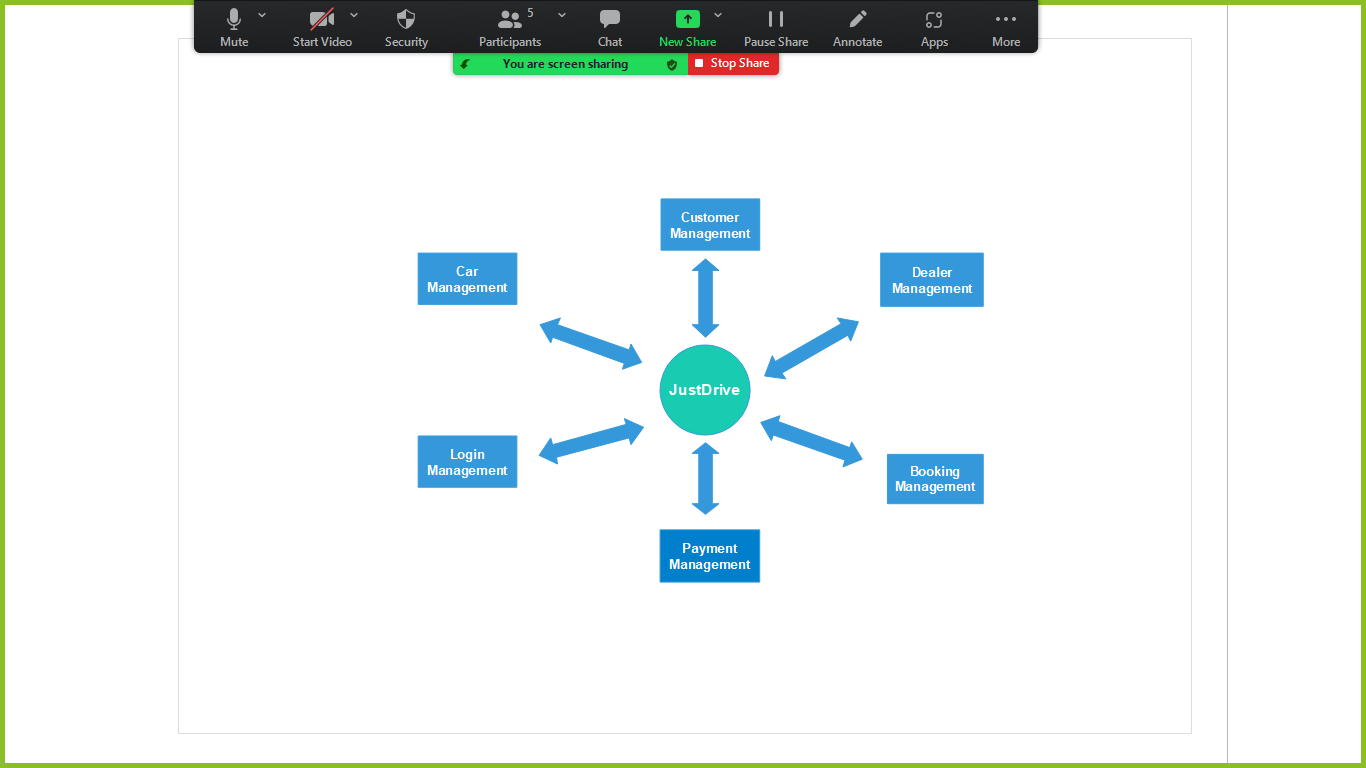 5
Mute
Start Video
Security
Participants
Chat
New Share
Pause Share
Annotate
Apps
More
You are screen sharing
Stop Share
Customer
Management
Car
Management
Dealer
Management
JustDrive
Login
Management
Booking
Management
Payment
Management